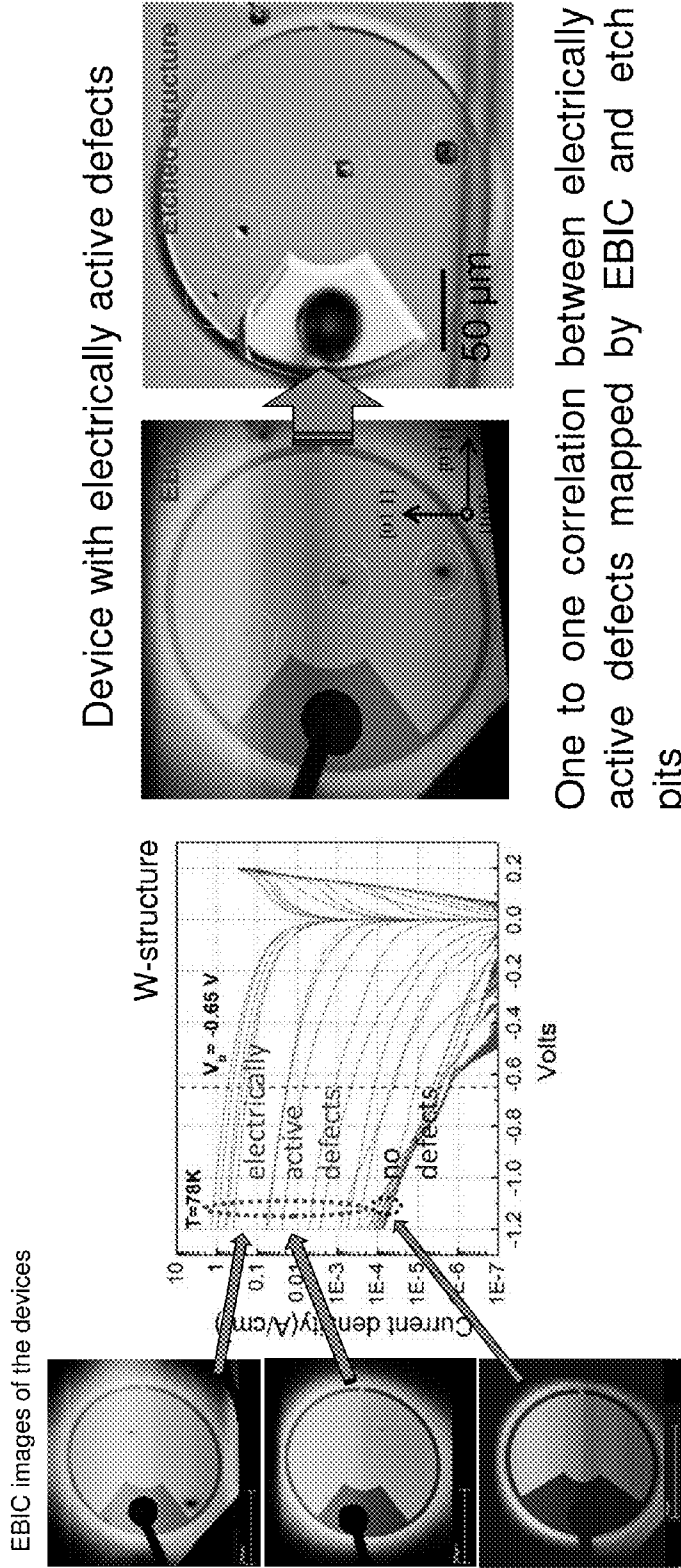 EBIC images of the devices
W-structure
T=78K
V_b= -0.65 V
electrically
active
defects
no
defects
10
1
0.1
1E-3
1E-4
1E-5
1E-6
1E-7
Current density(A/cm²)
-1.2
-1.0
-0.8
-0.6
-0.4
-0.2
0.0
0.2
Volts
Device with electrically active defects
Etched structure
50 µm
One to one correlation between electrically
active defects mapped by EBIC and etch
pits